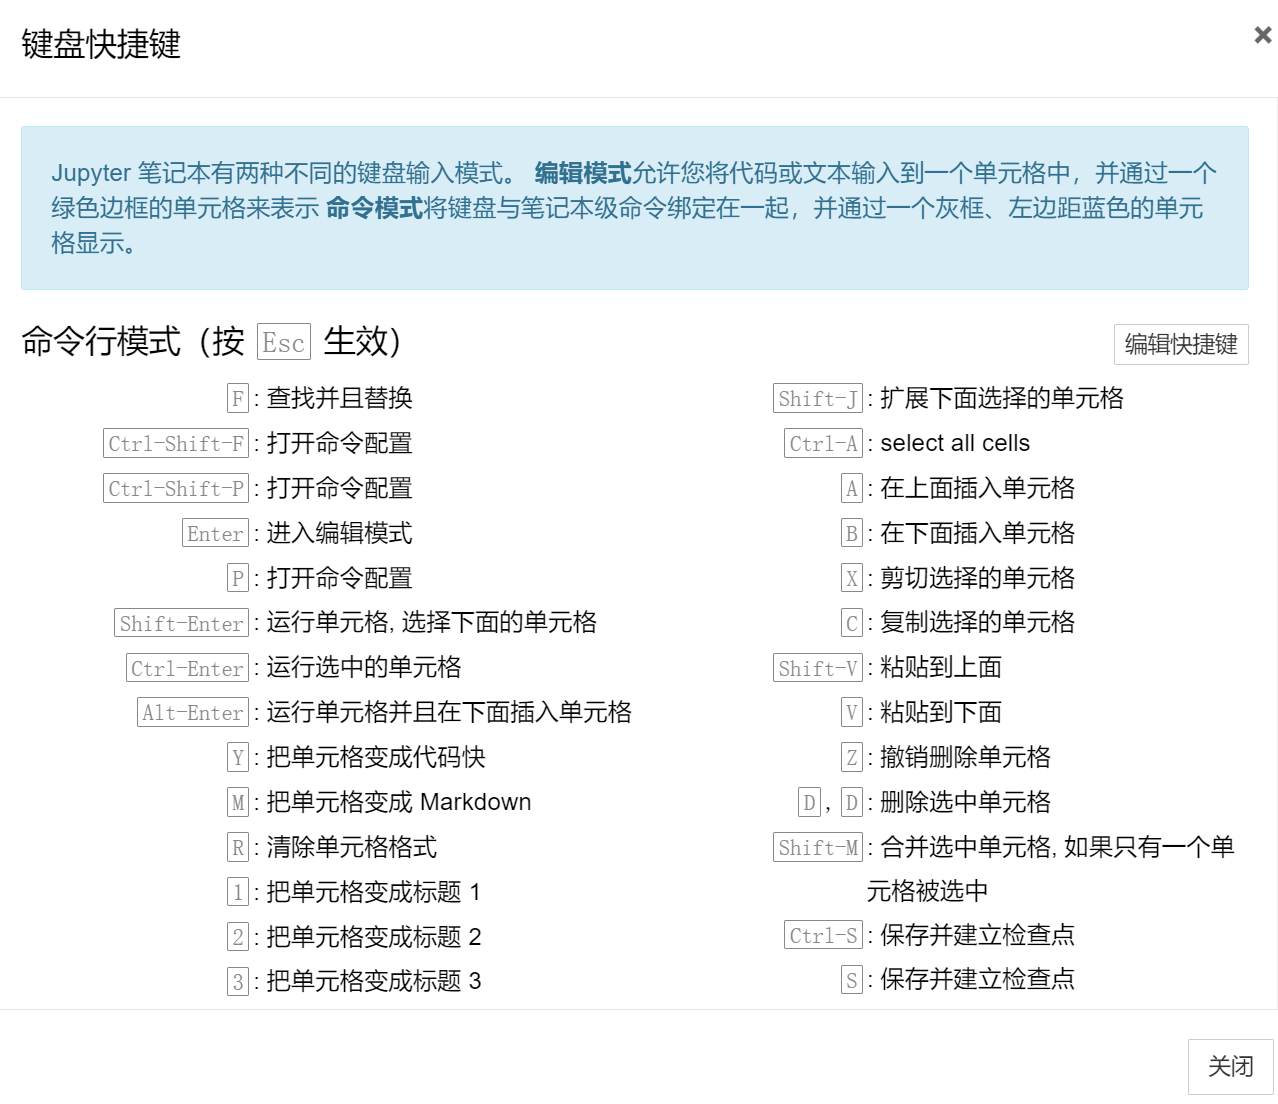 键盘快捷键
×
Jupyter 笔记本有两种不同的键盘输入模式。 编辑模式允许您将代码或文本输入到一个单元格中，并通过一个
绿色边框的单元格来表示 命令模式将键盘与笔记本级命令绑定在一起，并通过一个灰框、左边距蓝色的单元
格显示。
命令行模式（按 Esc 生效）
编辑快捷键
F : 查找并且替换
Ctrl-Shift-F : 打开命令配置
Ctrl-Shift-P : 打开命令配置
Enter : 进入编辑模式
P : 打开命令配置
Shift-Enter : 运行单元格, 选择下面的单元格
Ctrl-Enter : 运行选中的单元格
Alt-Enter : 运行单元格并且在下面插入单元格
Y : 把单元格变成代码快
M : 把单元格变成 Markdown
R : 清除单元格格式
1 : 把单元格变成标题 1
2 : 把单元格变成标题 2
3 : 把单元格变成标题 3
Shift-J : 扩展下面选择的单元格
Ctrl-A : select all cells
A : 在上面插入单元格
B : 在下面插入单元格
X : 剪切选择的单元格
C : 复制选择的单元格
Shift-V : 粘贴到上面
V : 粘贴到下面
Z : 撤销删除单元格
D , D : 删除选中单元格
Shift-M : 合并选中单元格, 如果只有一个单
元格被选中
Ctrl-S : 保存并建立检查点
S : 保存并建立检查点
关闭